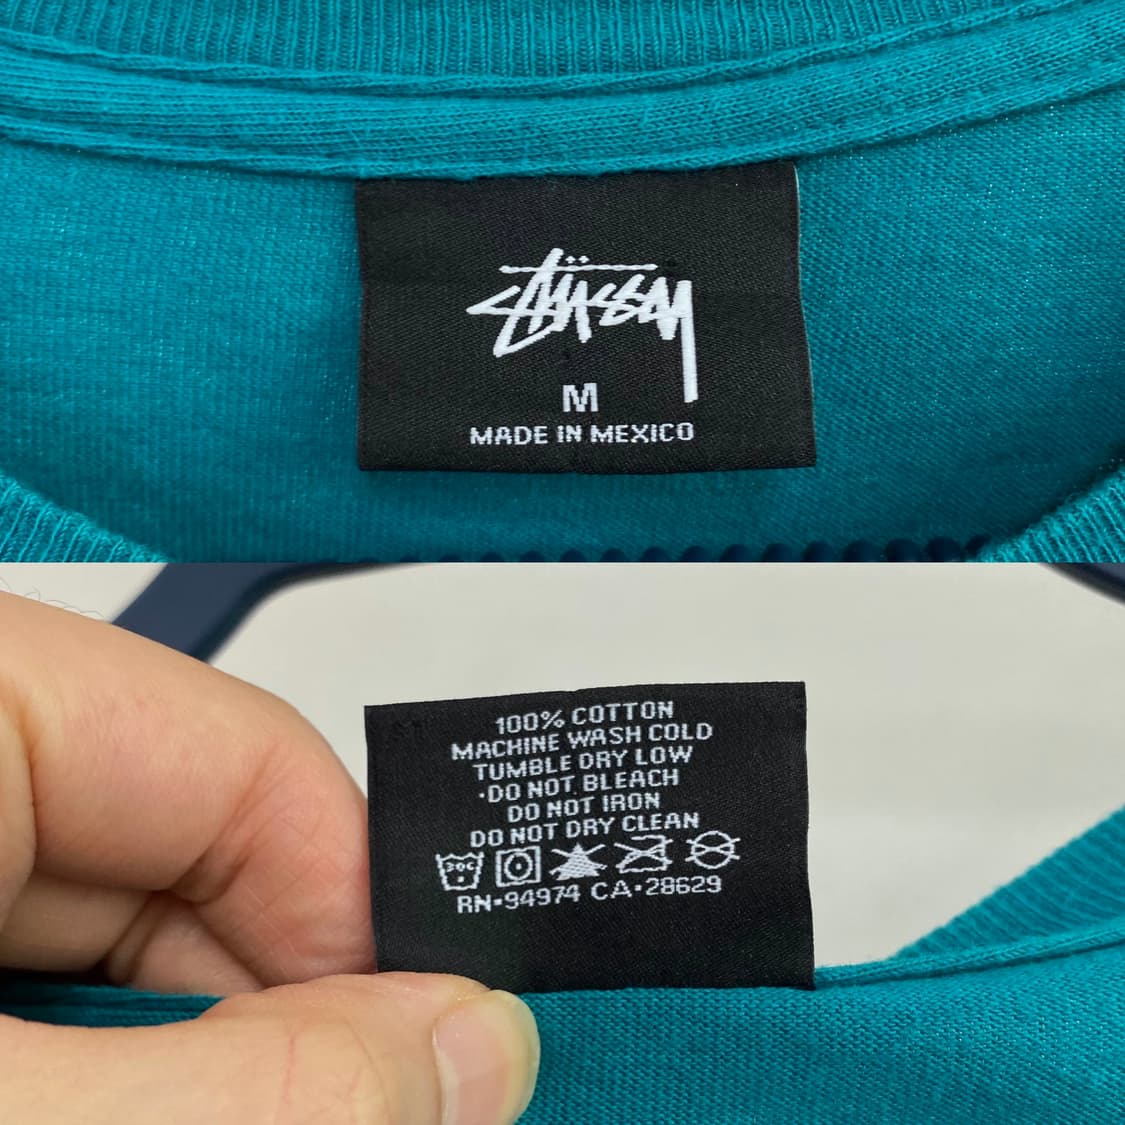 STÜSSY
M
MADE IN MEXICO
100% COTTON
MACHINE WASH COLD
TUMBLE DRY LOW
·DO NOT BLEACH
DO NOT IRON
DO NOT DRY CLEAN
30C
RN·94974 CA·28629